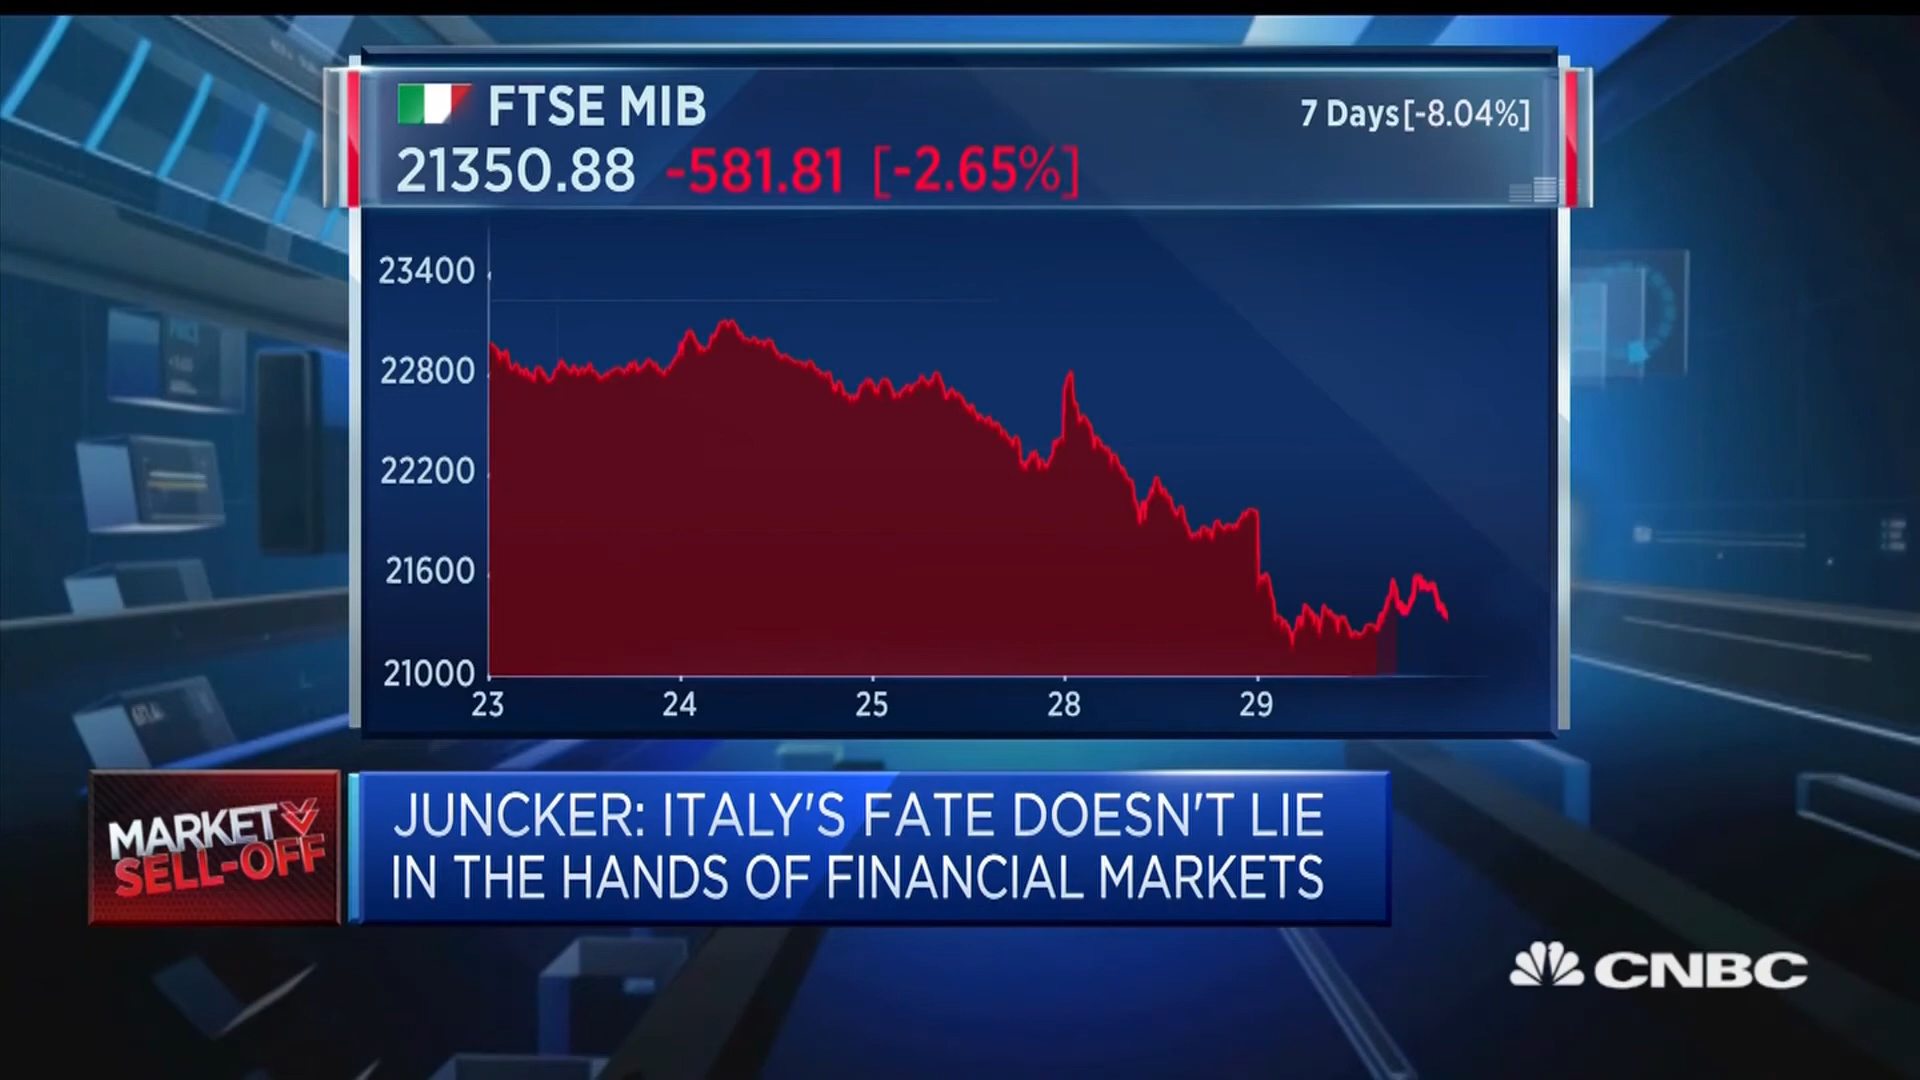 FTSE MIB
7 Days[-8.04%]
21350.88 -581.81 [-2.65%]
23400
22800
22200
21600
21000
23 24 25 28 29
MARKET
SELL-OFF
JUNCKER: ITALY'S FATE DOESN'T LIE
IN THE HANDS OF FINANCIAL MARKETS
CNBC